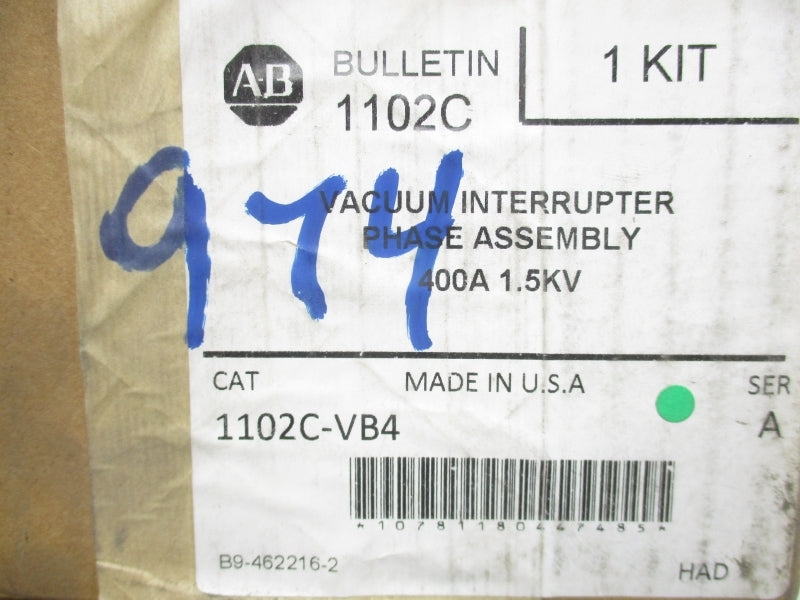 A-B
BULLETIN
1102C
1 KIT
974
VACUUM INTERRUPTER
PHASE ASSEMBLY
400A 1.5KV
CAT
MADE IN U.S.A
SER
1102C-VB4
A
*10781180447485*
B9-462216-2
HAD